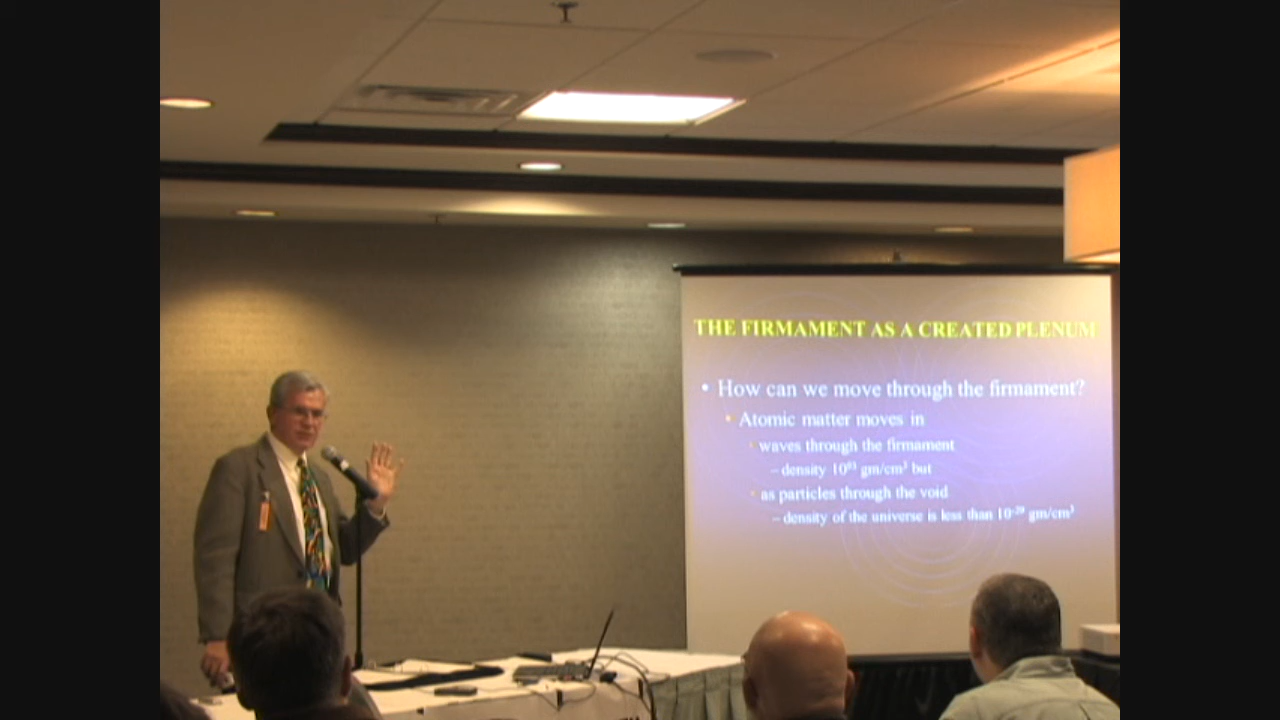 THE FIRMAMENT AS A CREATED PLENUM
• How can we move through the firmament?
• Atomic matter moves in
• waves through the firmament
– density 10⁹³ gm/cm³ but
• as particles through the void
– density of the universe is less than 10⁻²⁹ gm/cm³